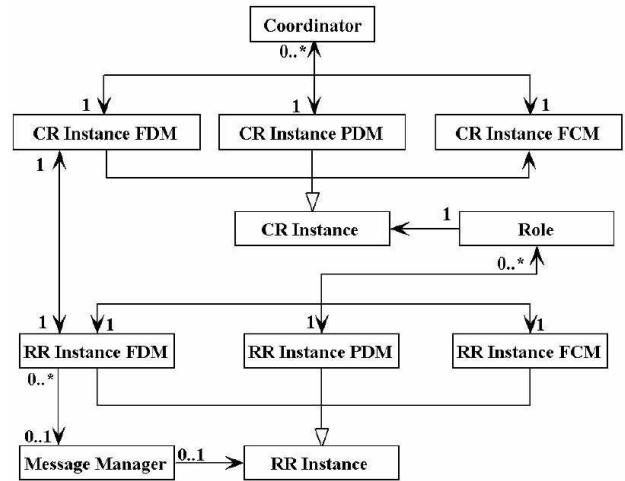 Coordinator
0..*
1
1
1
CR Instance FDM
CR Instance PDM
CR Instance FCM
1
1
CR Instance
Role
0..*
1
1
1
1
RR Instance FDM
RR Instance PDM
RR Instance FCM
0..*
0..1
0..1
Message Manager
RR Instance